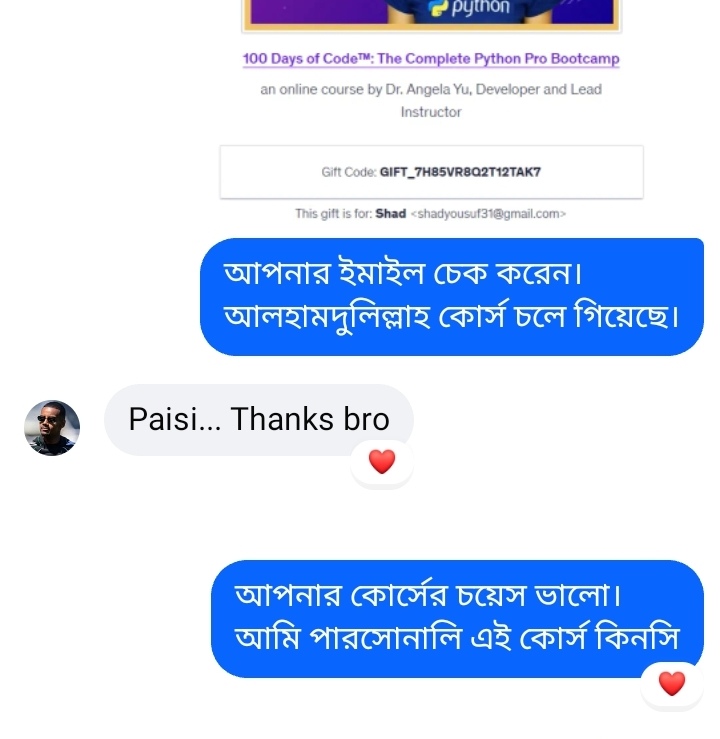 python
100 Days of Code™: The Complete Python Pro Bootcamp
an online course by Dr. Angela Yu, Developer and Lead
Instructor
Gift Code: GIFT_7H85VR8Q2T12TAK7
This gift is for: Shad <shadyousuf31@gmail.com>
আপনার ইমাইল চেক করেন।
আলহামদুলিল্লাহ কোর্স চলে গিয়েছে।
Paisi... Thanks bro
আপনার কোর্সের চয়েস ভালো।
আমি পারসোনালি এই কোর্স কিনসি